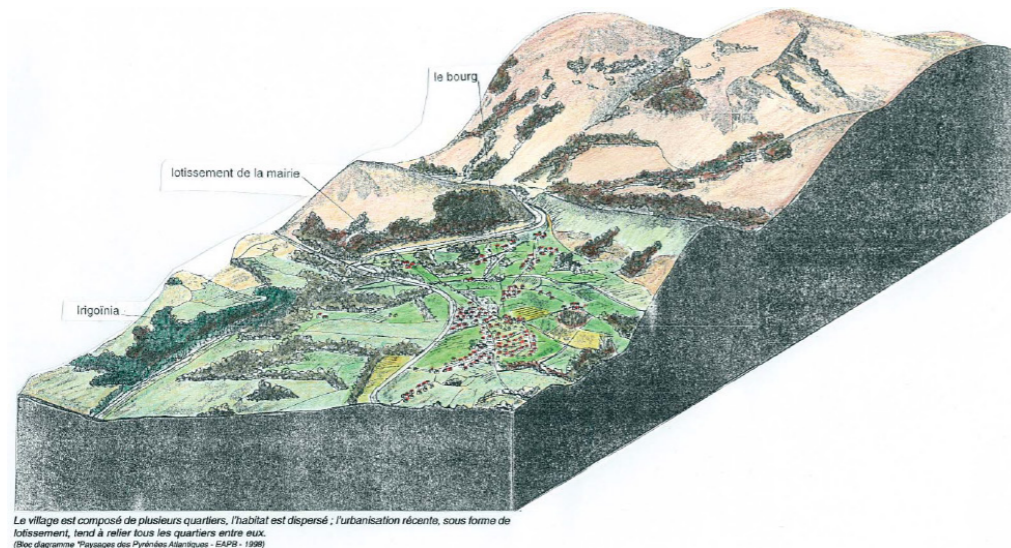 le bourg
lotissement de la mairie
Irigoïnia
Le village est composé de plusieurs quartiers, l'habitat est dispersé ; l'urbanisation récente, sous forme de
lotissement, tend à relier tous les quartiers entre eux.
(Bloc diagramme "Paysages des Pyrénées Atlantiques - EAPB - 1998)